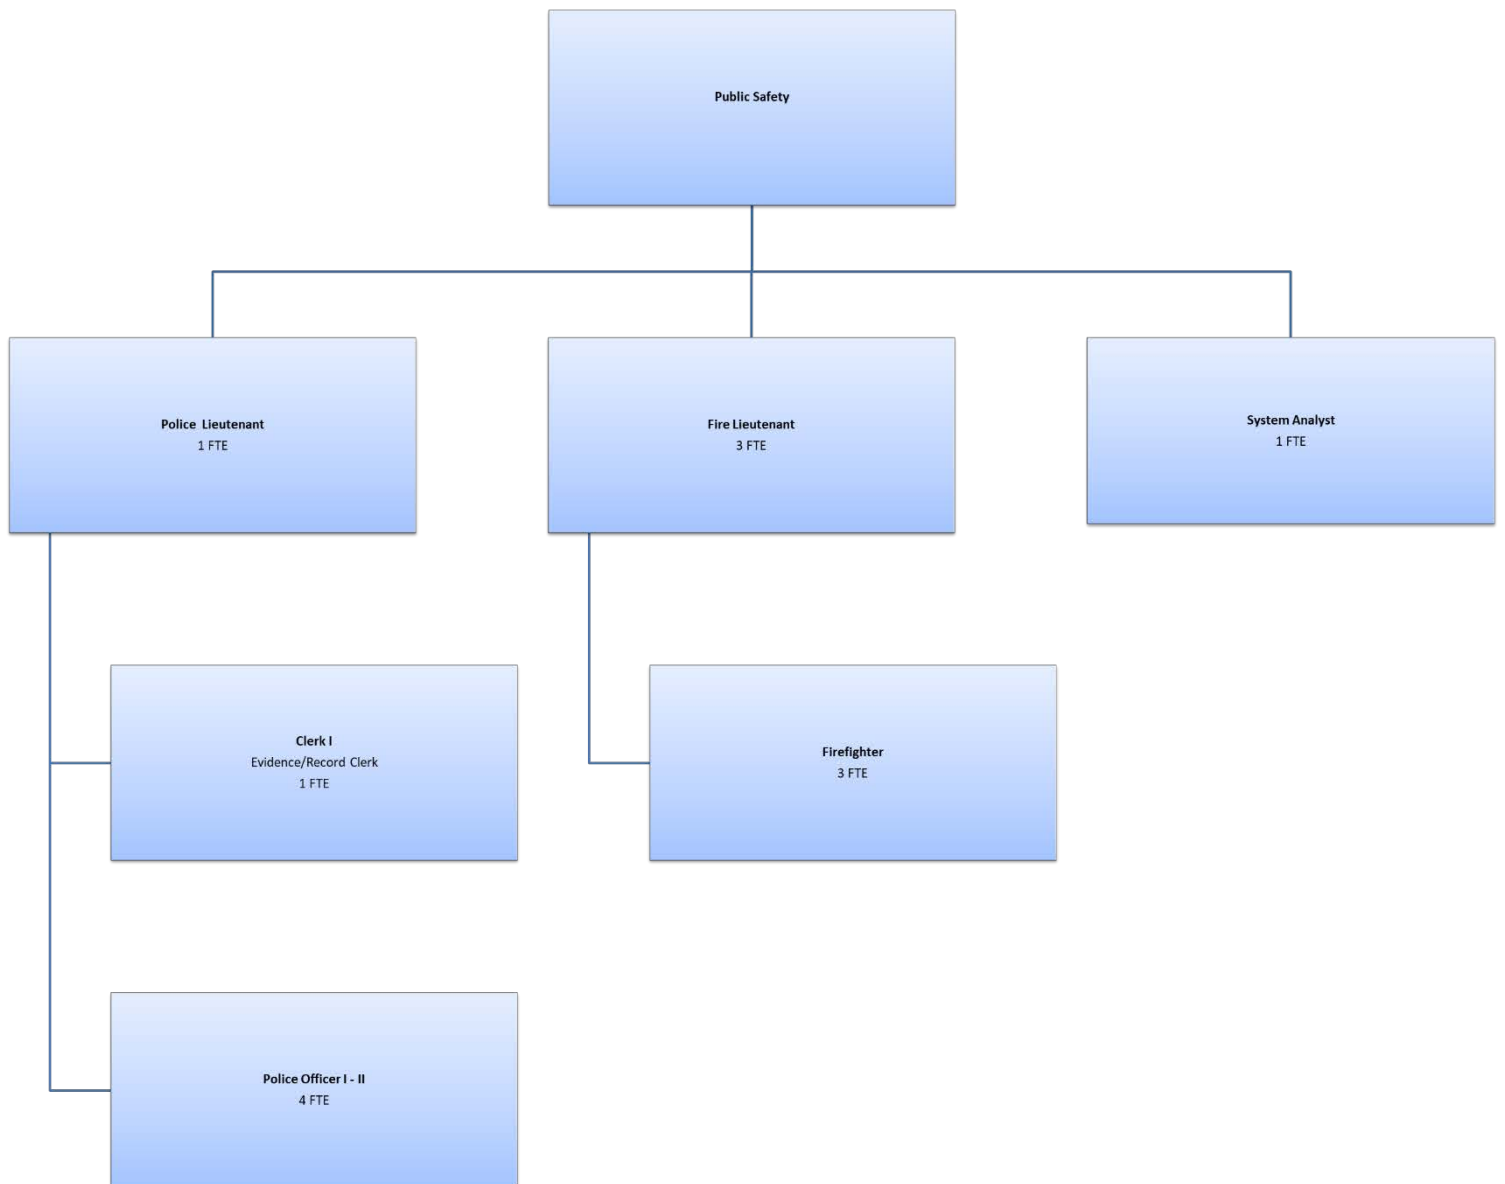 Public Safety
Police Lieutenant
1 FTE
Fire Lieutenant
3 FTE
System Analyst
1 FTE
Clerk I
Evidence/Record Clerk
1 FTE
Firefighter
3 FTE
Police Officer I - II
4 FTE